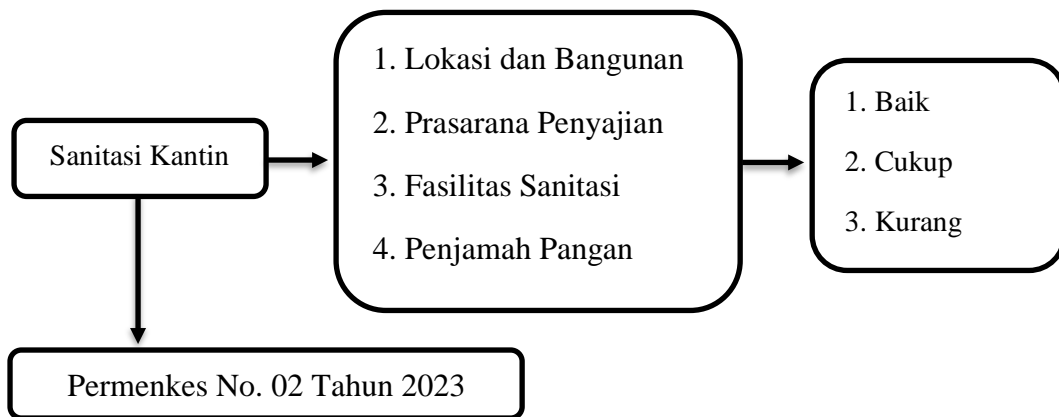 Sanitasi Kantin
1. Lokasi dan Bangunan
2. Prasarana Penyajian
3. Fasilitas Sanitasi
4. Penjamah Pangan
1. Baik
2. Cukup
3. Kurang
Permenkes No. 02 Tahun 2023